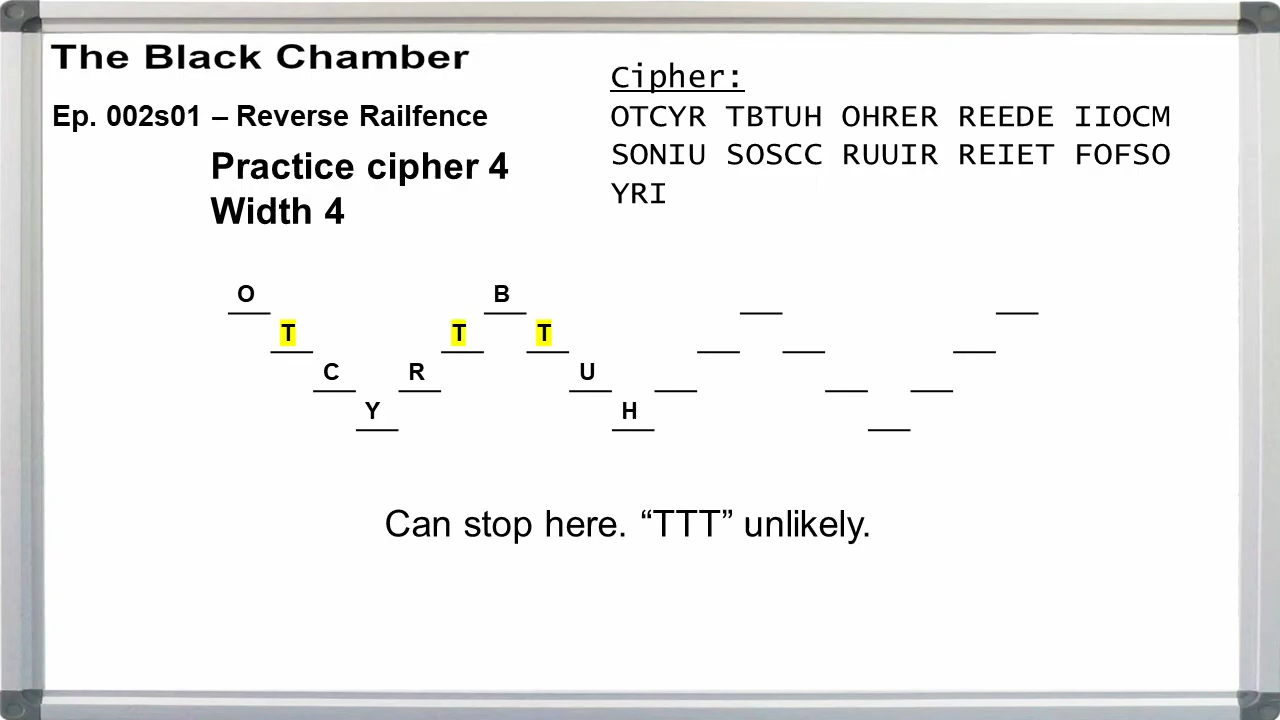 The Black Chamber
Ep. 002s01 – Reverse Railfence
Practice cipher 4
Width 4
Cipher:
OTCYR TBTUH OHRER REEDE IIOCM
SONIU SOSCC RUUIR REIET FOFSO
YRI
O B
T T T
C R U
Y H
Can stop here. “TTT” unlikely.